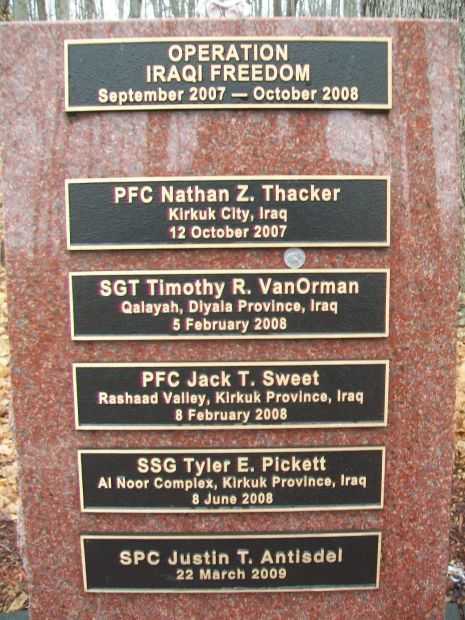 OPERATION
IRAQI FREEDOM
September 2007 — October 2008
PFC Nathan Z. Thacker
Kirkuk City, Iraq
12 October 2007
SGT Timothy R. VanOrman
Qalayah, Diyala Province, Iraq
5 February 2008
PFC Jack T. Sweet
Rashaad Valley, Kirkuk Province, Iraq
8 February 2008
SSG Tyler E. Pickett
Al Noor Complex, Kirkuk Province, Iraq
8 June 2008
SPC Justin T. Antisdel
22 March 2009